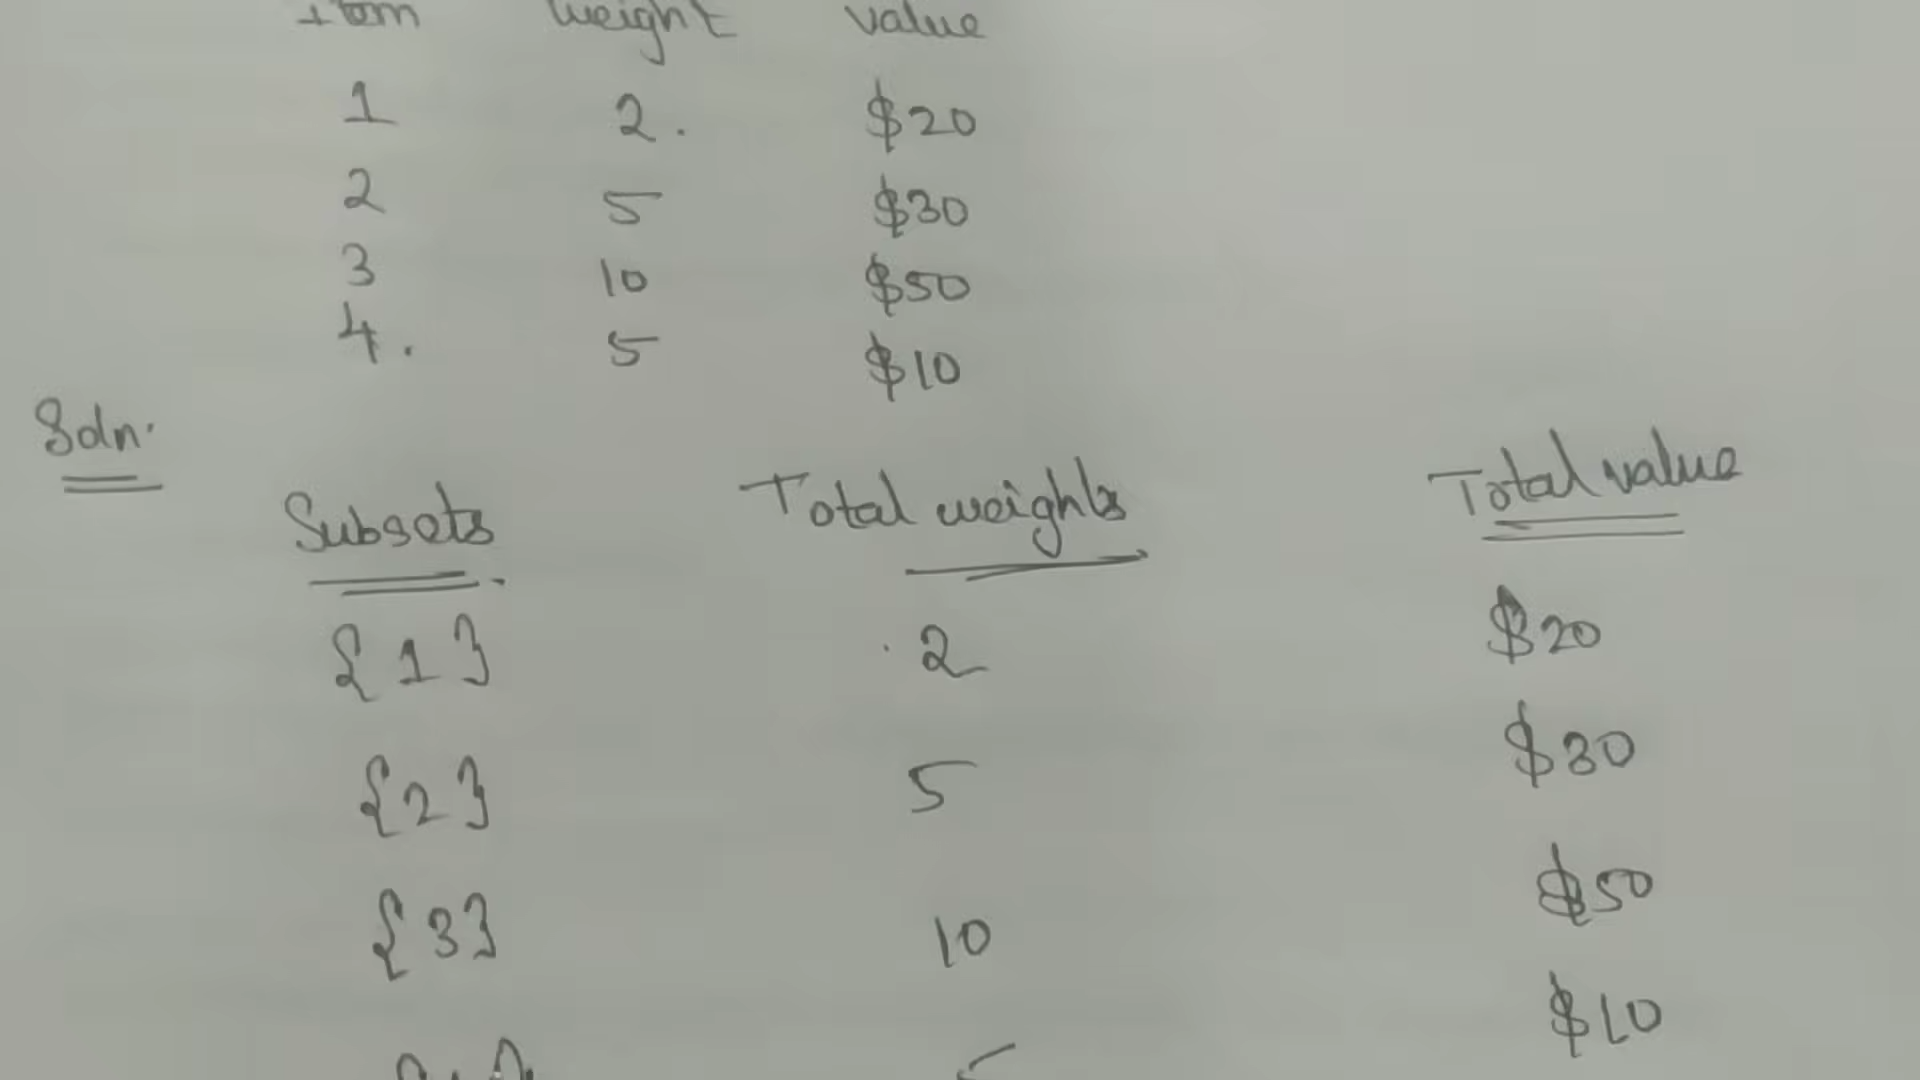 Item weight value
1 2. $20
2 5 $30
3 10 $50
4. 5 $10
Soln.
Subsets Total weights Total value
{1} 2 $20
{2} 5 $30
{3} 10 $50
$10